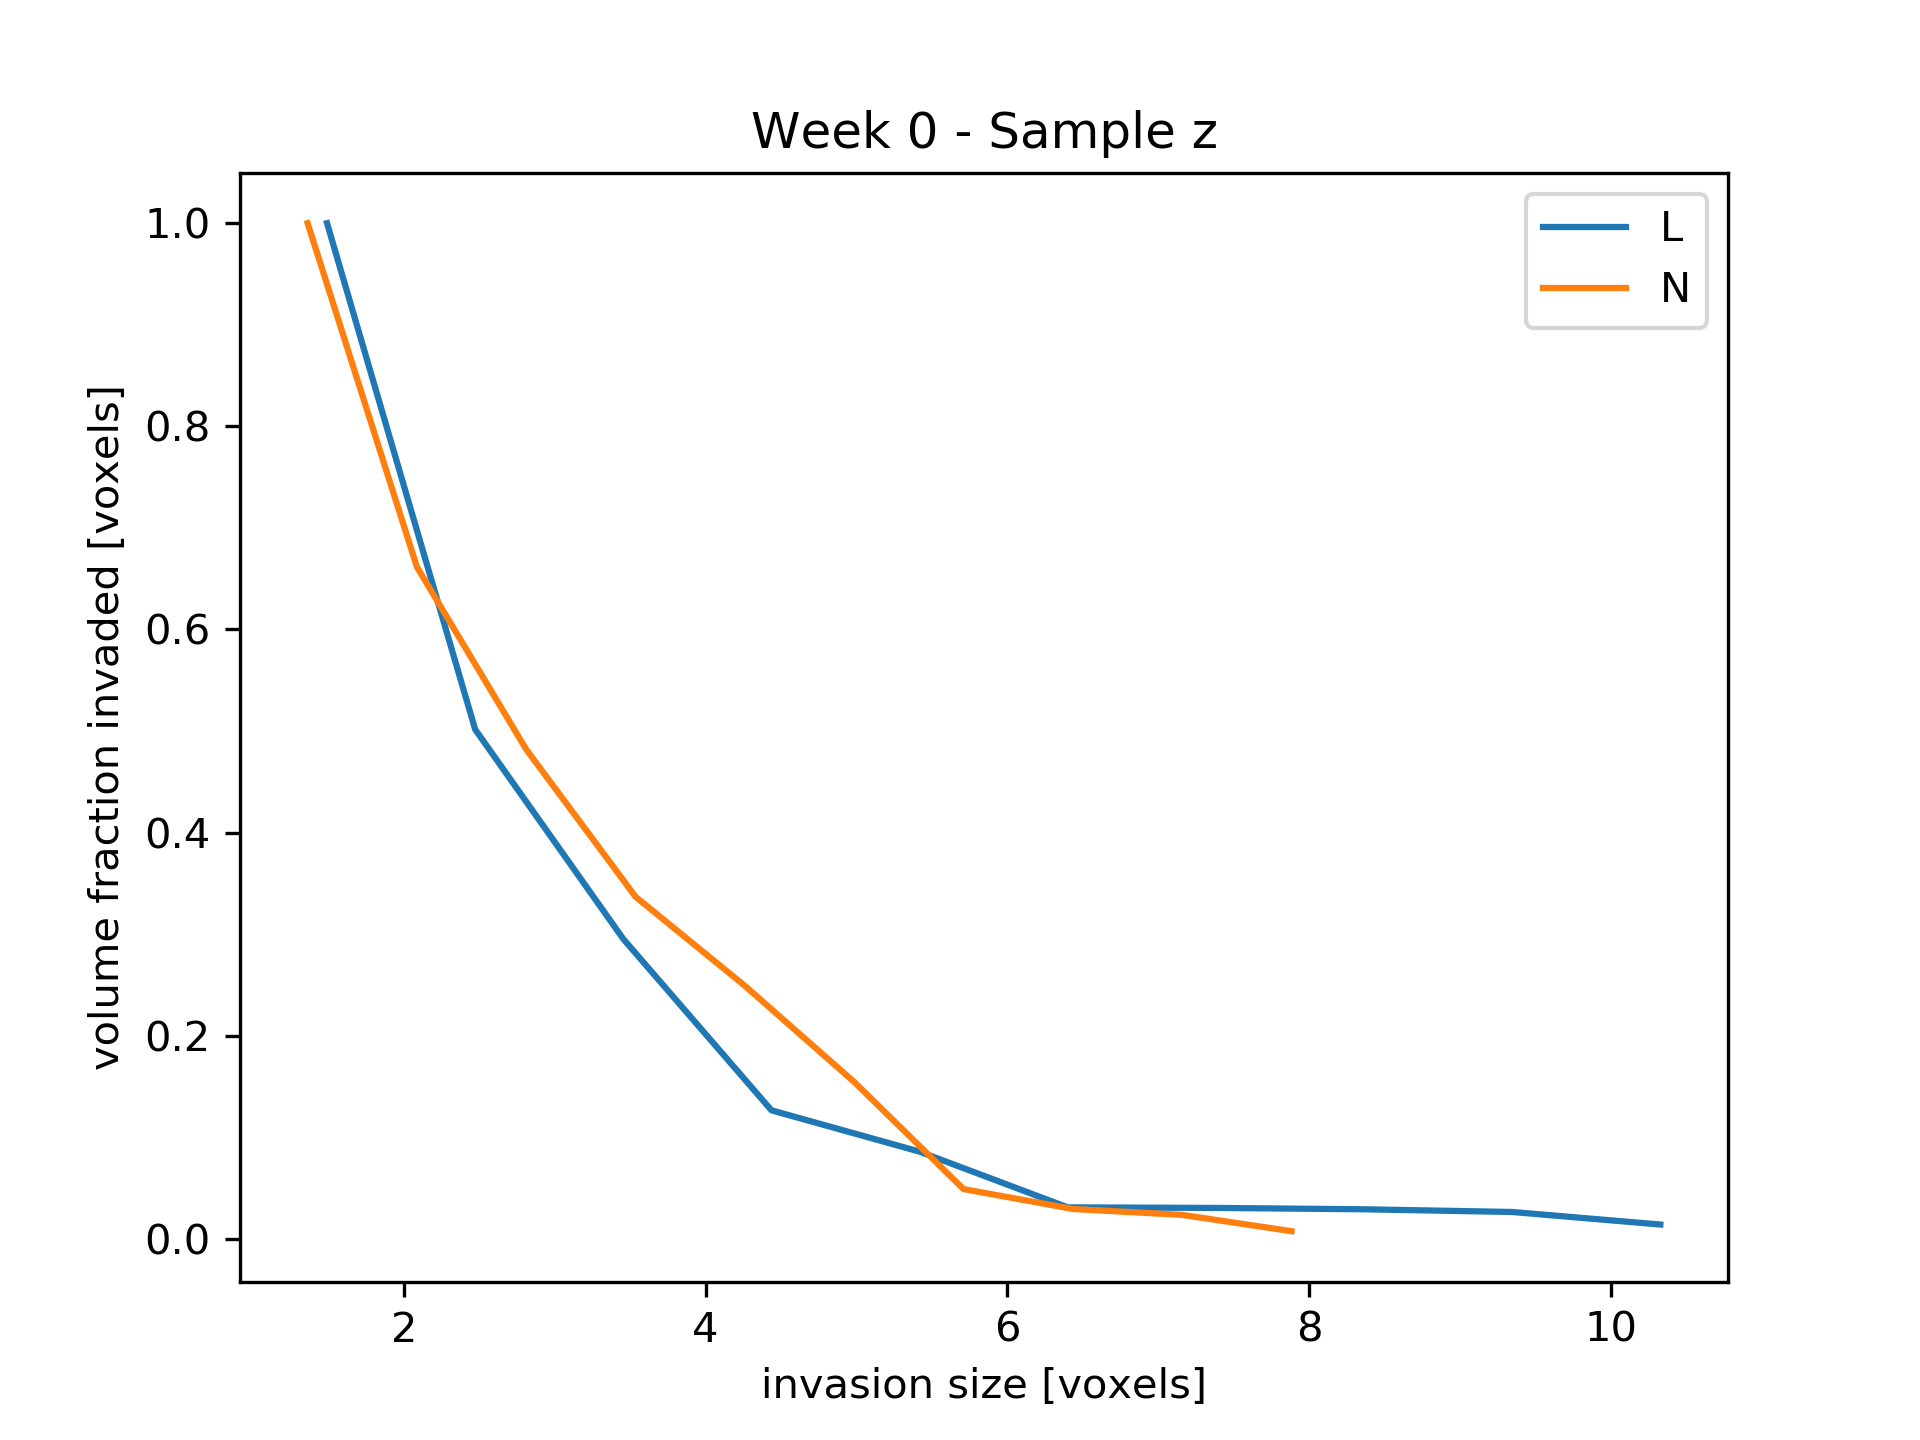 Week 0 - Sample z
L
N
volume fraction invaded [voxels]
1.0
0.8
0.6
0.4
0.2
0.0
2 4 6 8 10
invasion size [voxels]